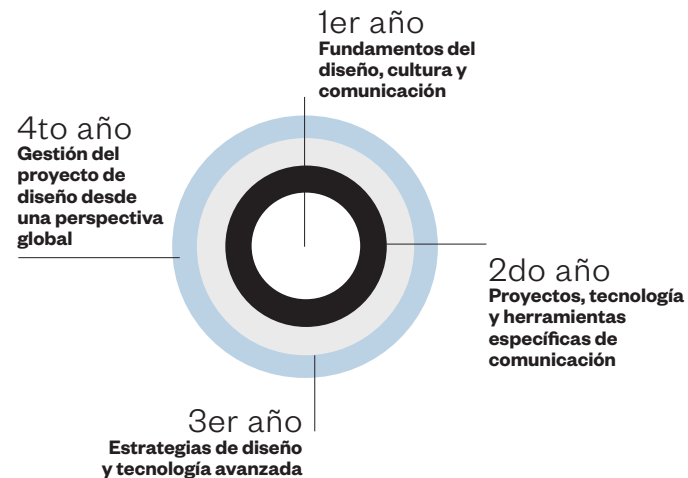 1er año
Fundamentos del
diseño, cultura y
comunicación
4to año
Gestión del
proyecto de
diseño desde
una perspectiva
global
2do año
Proyectos, tecnología
y herramientas
específicas de
comunicación
3er año
Estrategias de diseño
y tecnología avanzada